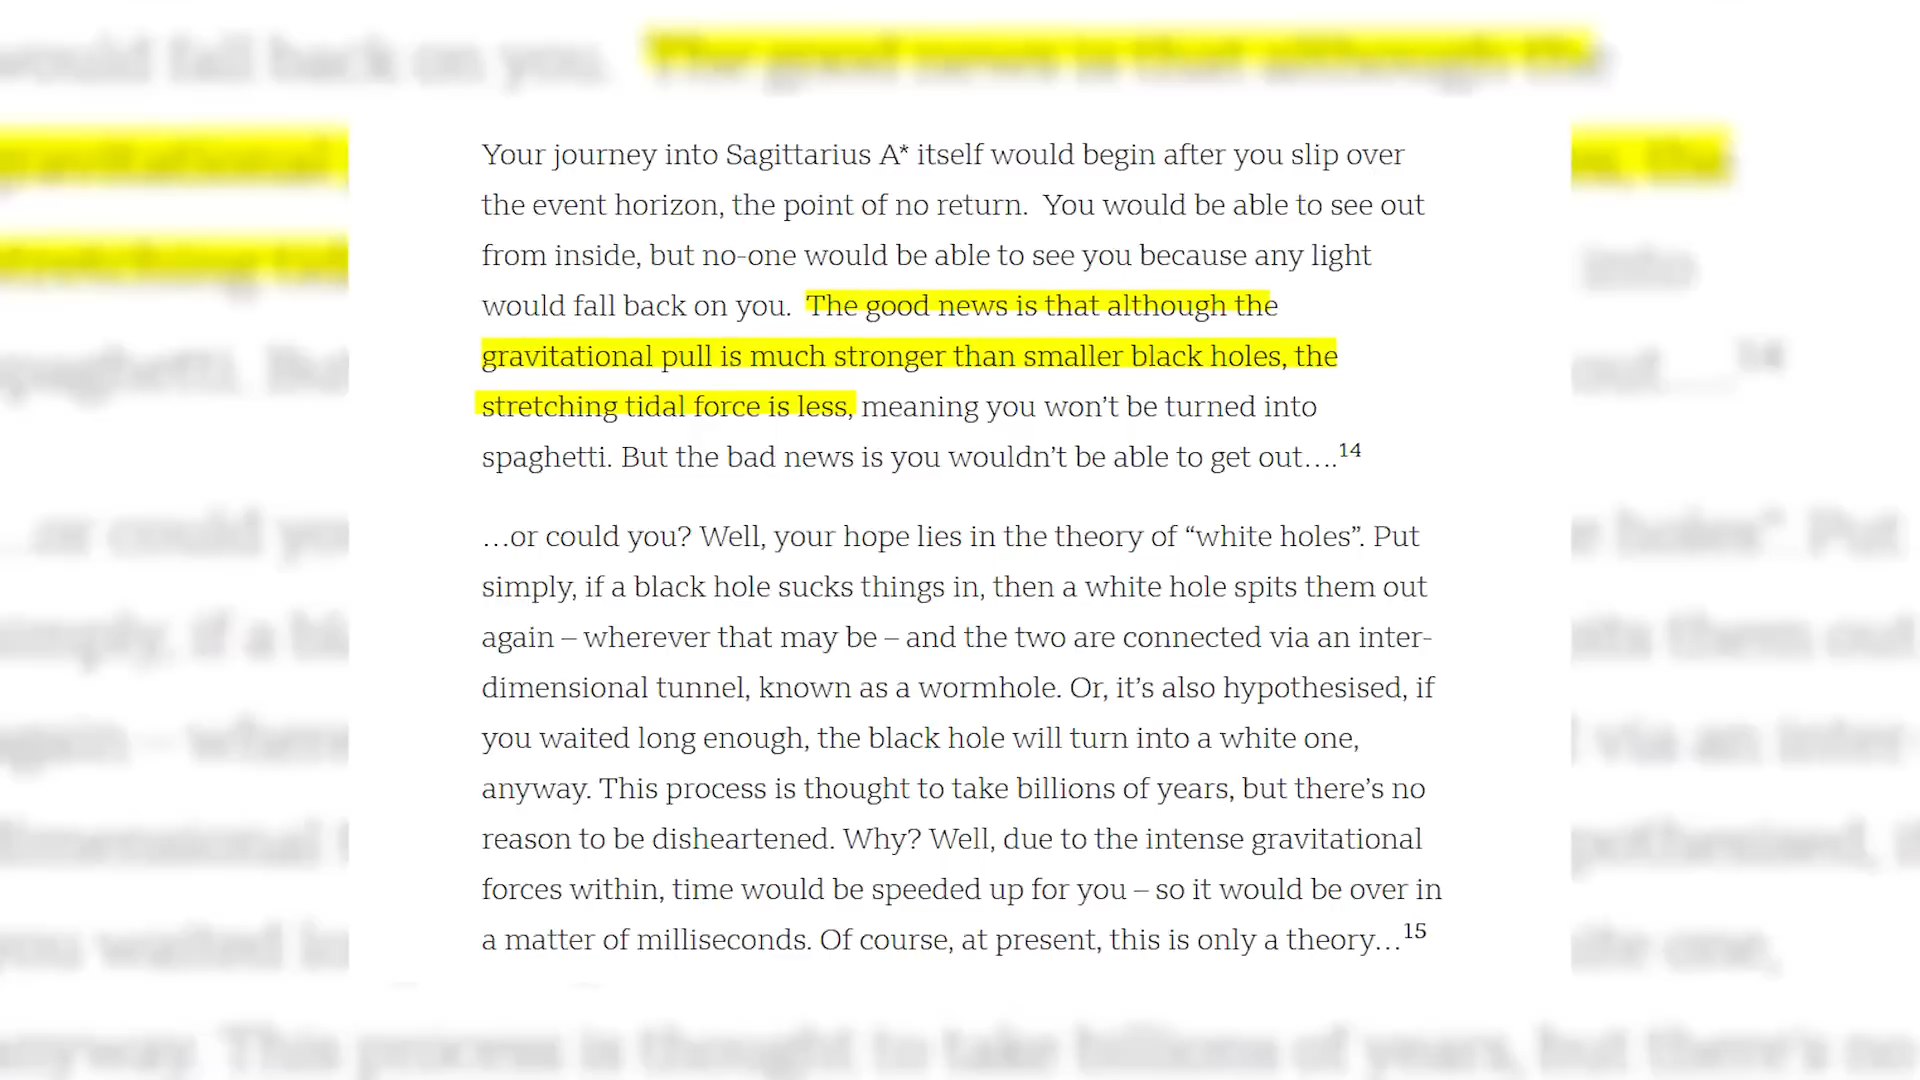 Your journey into Sagittarius A* itself would begin after you slip over
the event horizon, the point of no return.  You would be able to see out
from inside, but no-one would be able to see you because any light
would fall back on you.  The good news is that although the
gravitational pull is much stronger than smaller black holes, the
stretching tidal force is less, meaning you won’t be turned into
spaghetti. But the bad news is you wouldn’t be able to get out….¹⁴
…or could you? Well, your hope lies in the theory of “white holes”. Put
simply, if a black hole sucks things in, then a white hole spits them out
again – wherever that may be – and the two are connected via an inter-
dimensional tunnel, known as a wormhole. Or, it’s also hypothesised, if
you waited long enough, the black hole will turn into a white one,
anyway. This process is thought to take billions of years, but there’s no
reason to be disheartened. Why? Well, due to the intense gravitational
forces within, time would be speeded up for you – so it would be over in
a matter of milliseconds. Of course, at present, this is only a theory…¹⁵